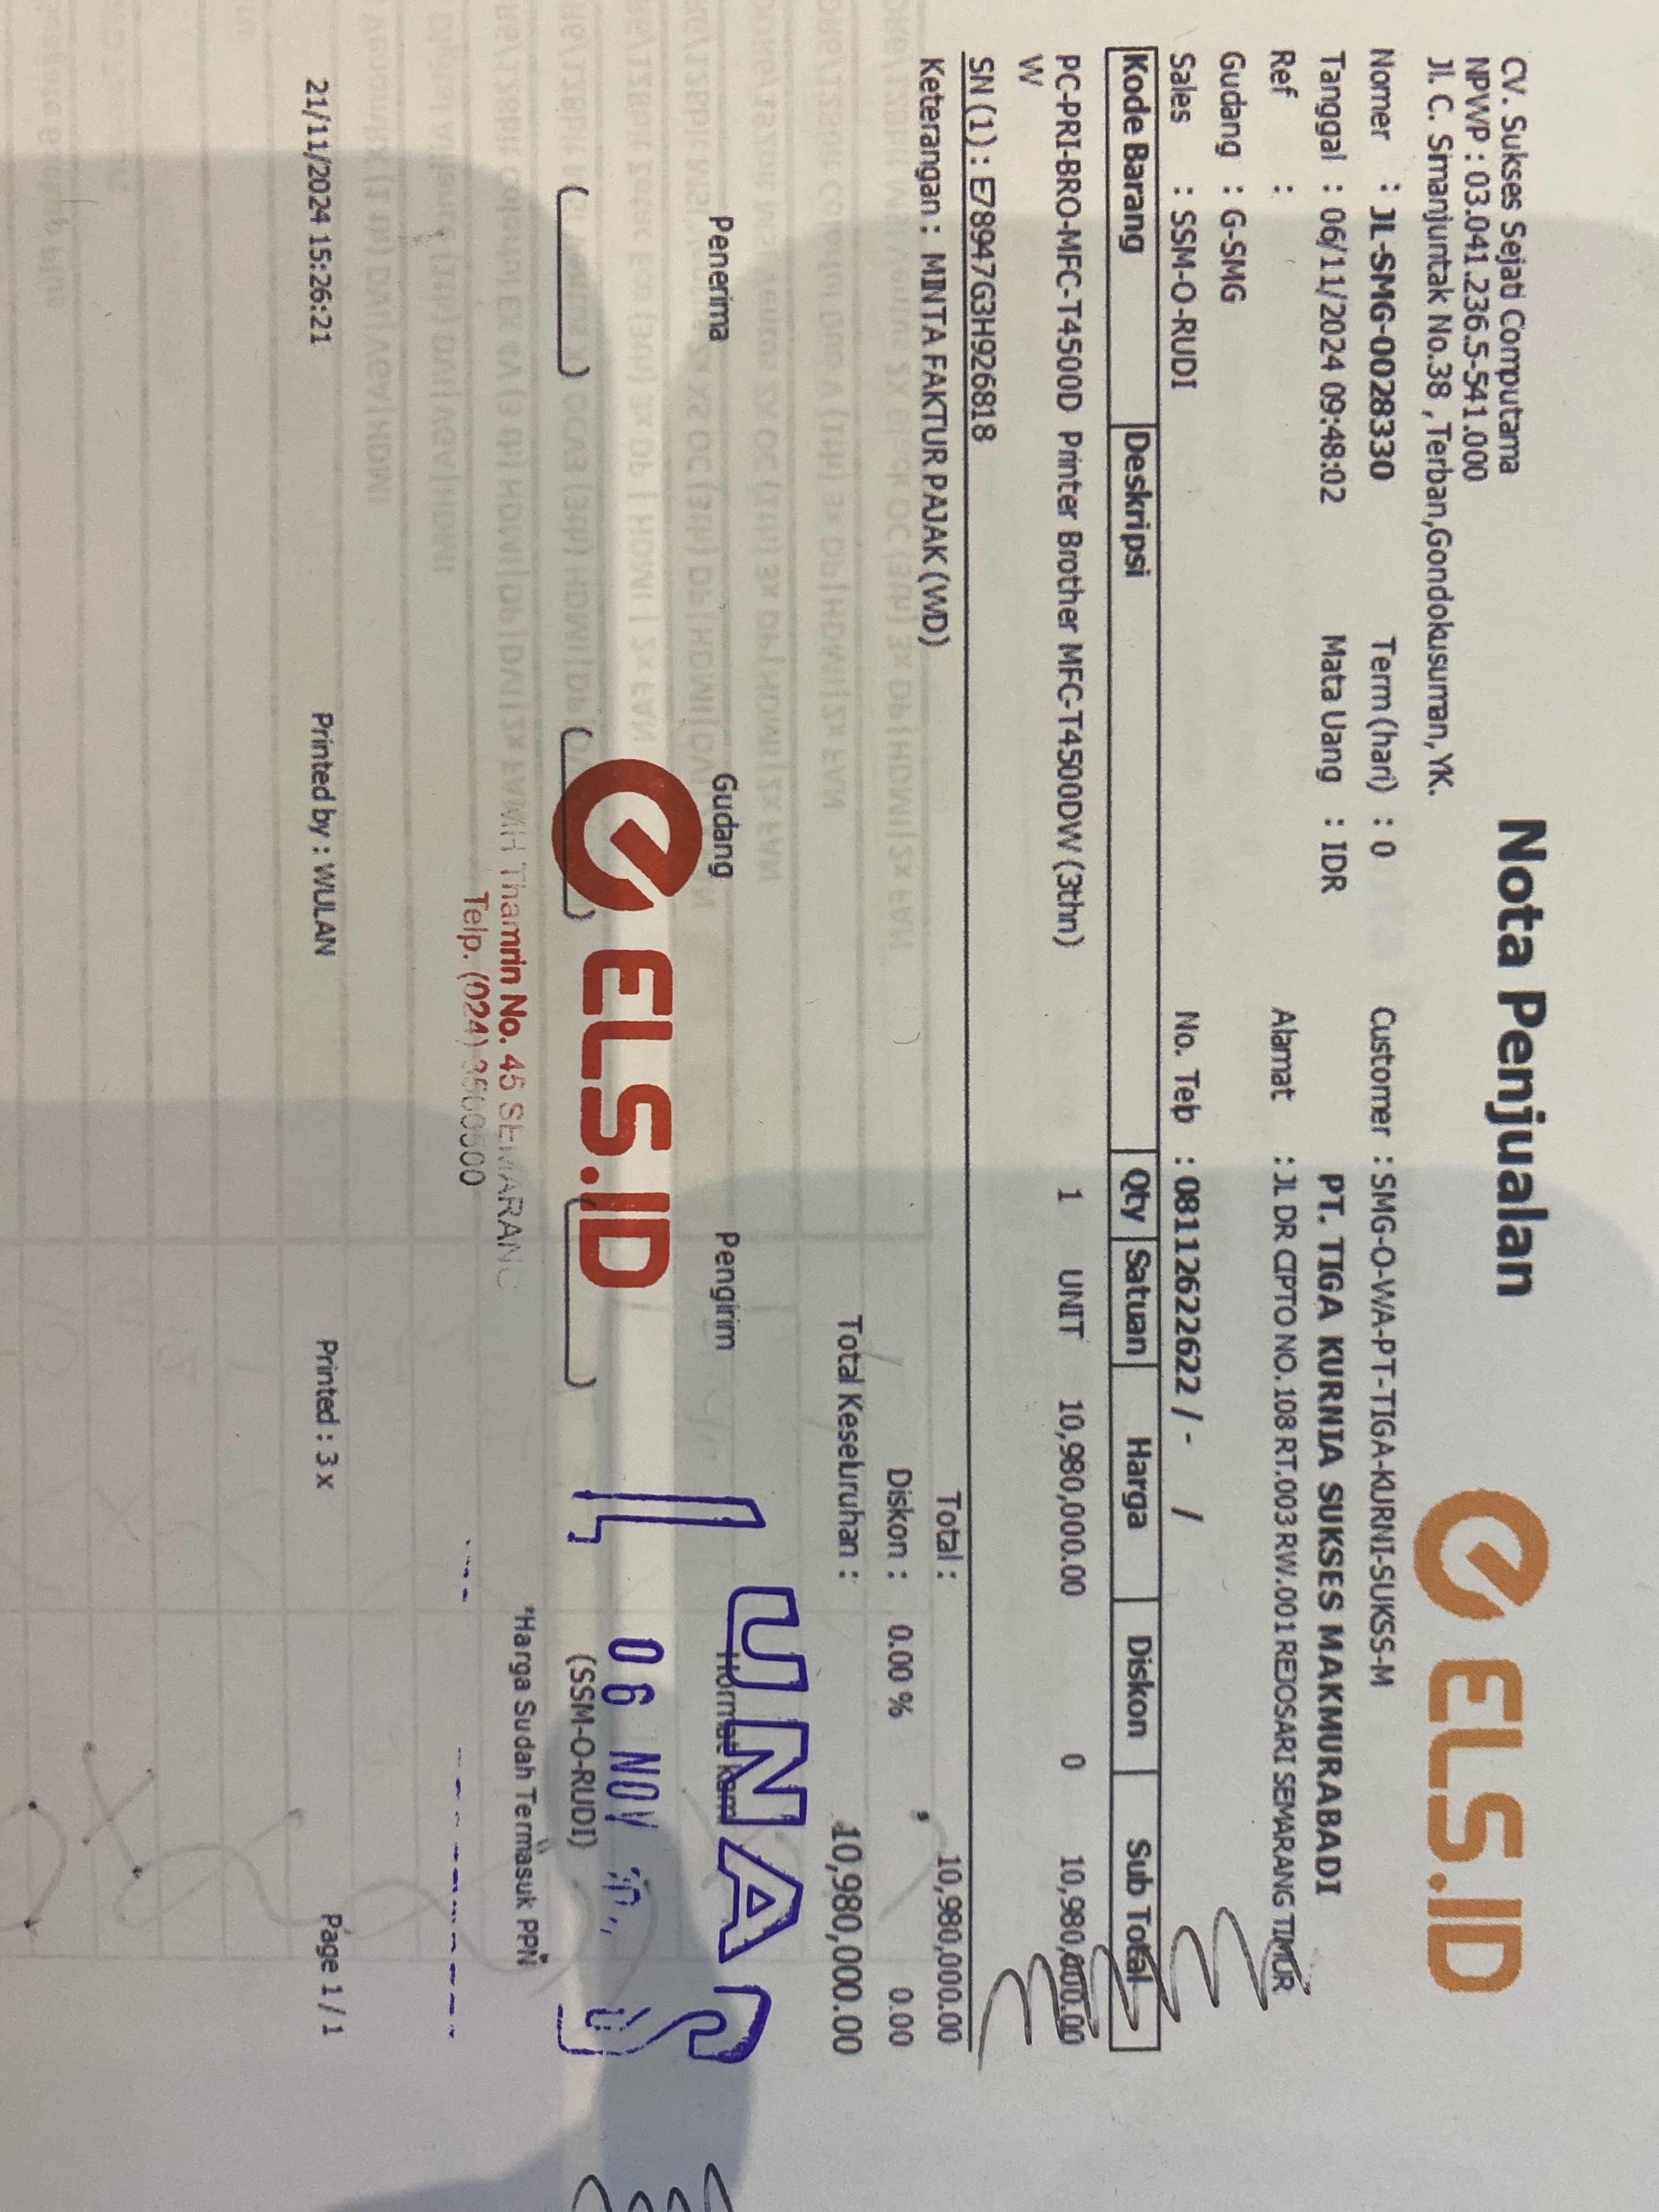 CV. Sukses Sejati Computama
NPWP : 03.041.236.5-541.000
Jl. C. Simanjuntak No.38 , Terban,Gondokusuman, YK.
Nota Penjualan
ELS.ID
Nomer : JL-SMG-0028330
Tanggal : 06/11/2024 09:48:02
Ref :
Gudang : G-SMG
Sales : SSM-O-RUDI
Term (hari) : 0
Mata Uang : IDR
Customer : SMG-O-WA-PT-TIGA-KURNI-SUKSS-M
PT. TIGA KURNIA SUKSES MAKMURABADI
Alamat : JL DR CIPTO NO. 108 RT.003 RW.001 REJOSARI SEMARANG TIMUR
No. Telp : 08112622622 / - /
Kode Barang Deskripsi Qty Satuan Harga Diskon Sub Total
PC-PRI-BRO-MFC-T4500D Printer Brother MFC-T4500DW (3thn) 1 UNIT 10,980,000.00 0 10,980,000.00
W
SN (1) : E78947G3H926818
Keterangan : MINTA FAKTUR PAJAK (WD)
Total : 10,980,000.00
Diskon : 0.00 % 0.00
Total Keseluruhan : 10,980,000.00
Penerima Gudang Pengirim Hormat kami
LUNAS
06 NOV
ELS.ID
( ) ( ) ( ) (SSM-O-RUDI)
Thamrin No. 45 SEMARANG
Telp. (024)
*Harga Sudah Termasuk PPN
21/11/2024 15:26:21 Printed by : WULAN Printed : 3 x Page 1 / 1